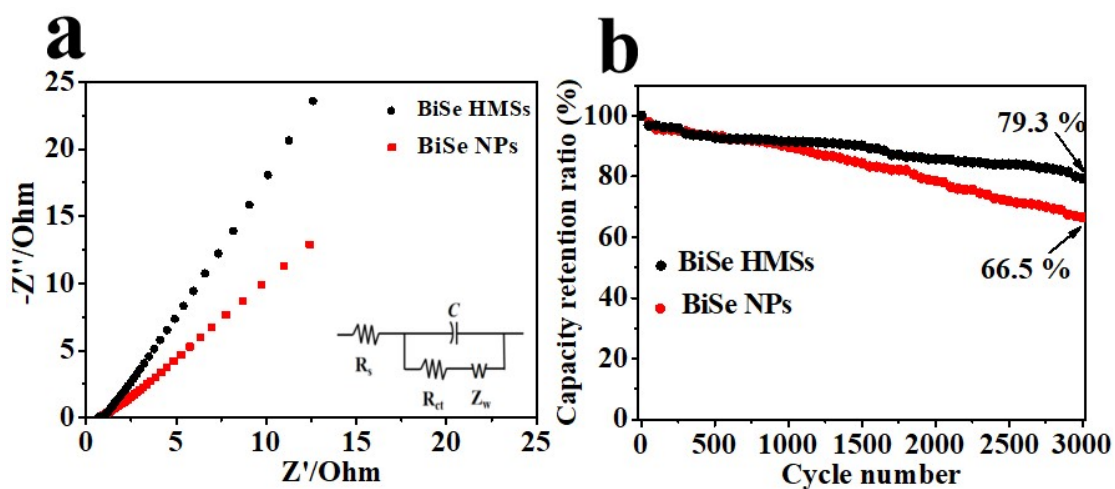 a
25
20
15
10
5
0
-Z''/Ohm
BiSe HMSs
BiSe NPs
C
Rs
Rct
Zw
0 5 10 15 20 25
Z'/Ohm
b
100
80
60
40
20
0
Capacity retention ratio (%)
79.3 %
66.5 %
BiSe HMSs
BiSe NPs
0 500 1000 1500 2000 2500 3000
Cycle number